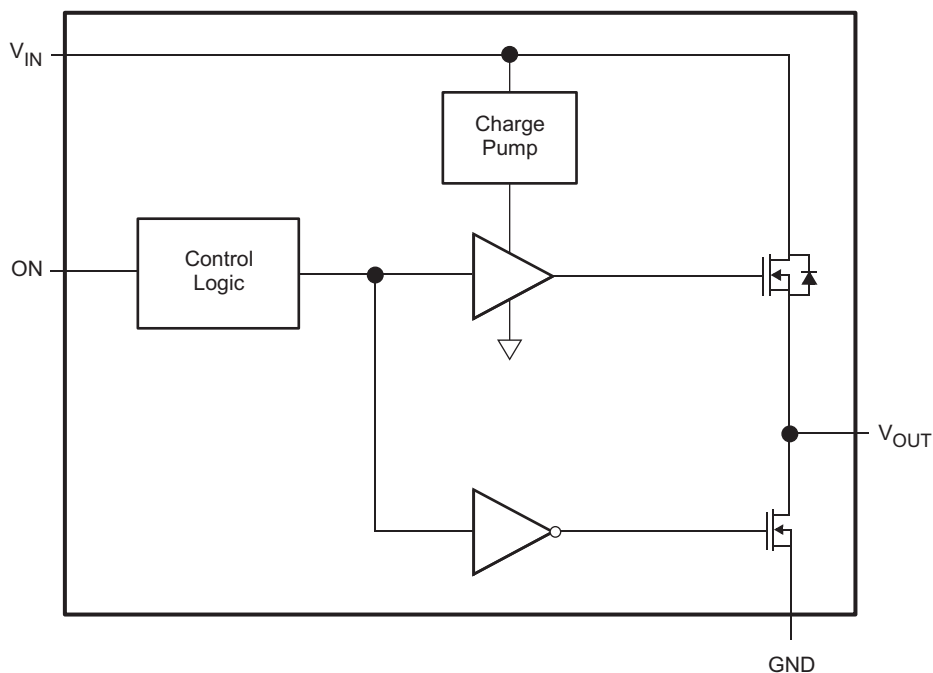 VIN
Charge
Pump
ON
Control
Logic
VOUT
GND